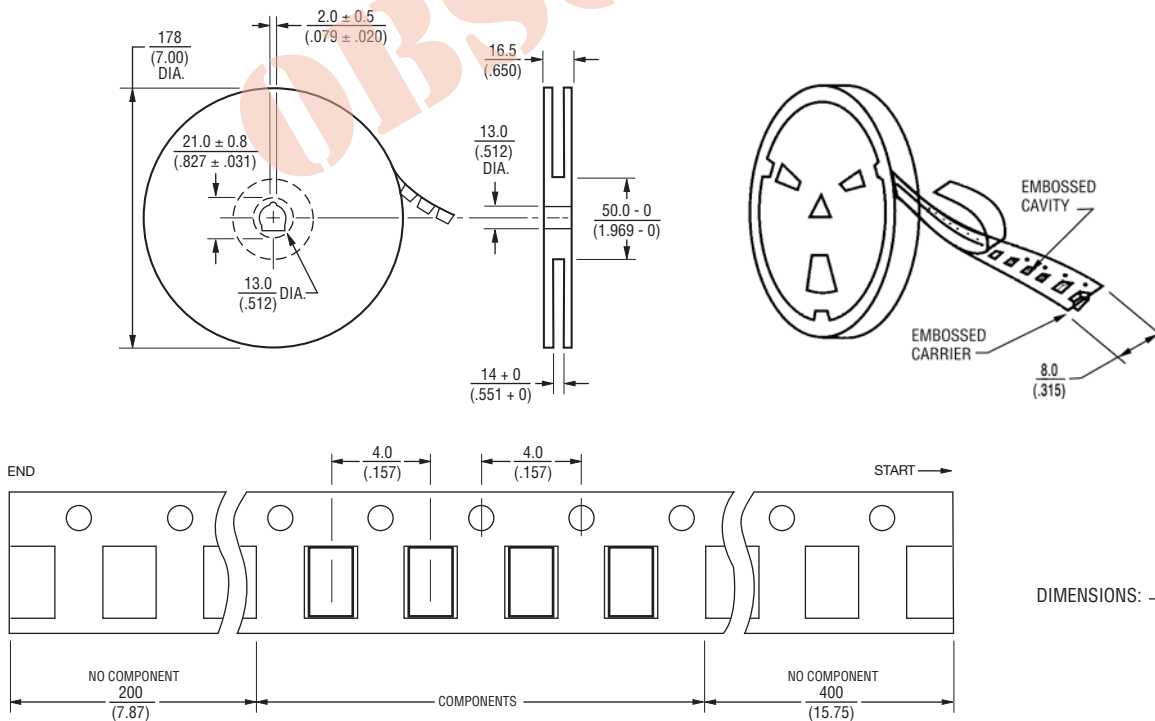 OBS
2.0 ± 0.5
(.079 ± .020)
178
(7.00)
DIA.
16.5
(.650)
21.0 ± 0.8
(.827 ± .031)
13.0
(.512)
DIA.
50.0 - 0
(1.969 - 0)
13.0
(.512)
DIA.
14 + 0
(.551 + 0)
EMBOSSED
CAVITY
EMBOSSED
CARRIER
8.0
(.315)
4.0
(.157)
4.0
(.157)
END
START
DIMENSIONS:
NO COMPONENT
200
(7.87)
COMPONENTS
NO COMPONENT
400
(15.75)